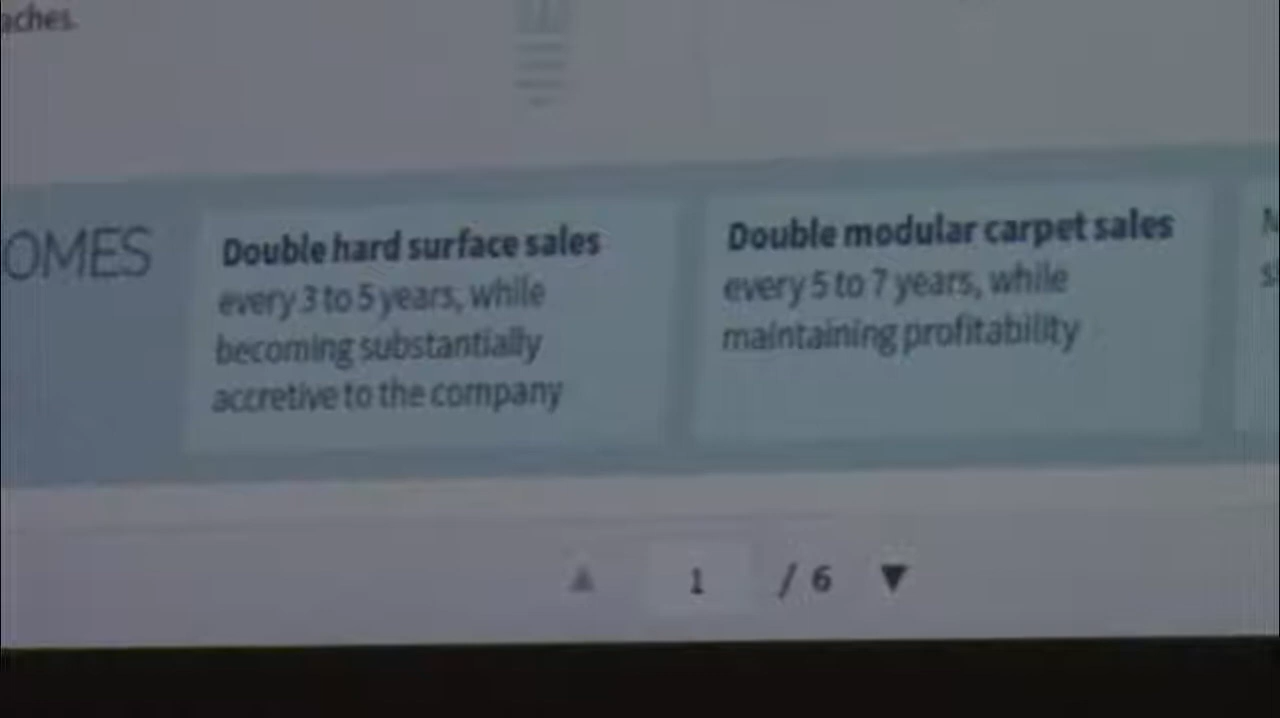 aches.
OMES
Double hard surface sales
every 3 to 5 years, while
becoming substantially
accretive to the company
Double modular carpet sales
every 5 to 7 years, while
maintaining profitability
1 / 6